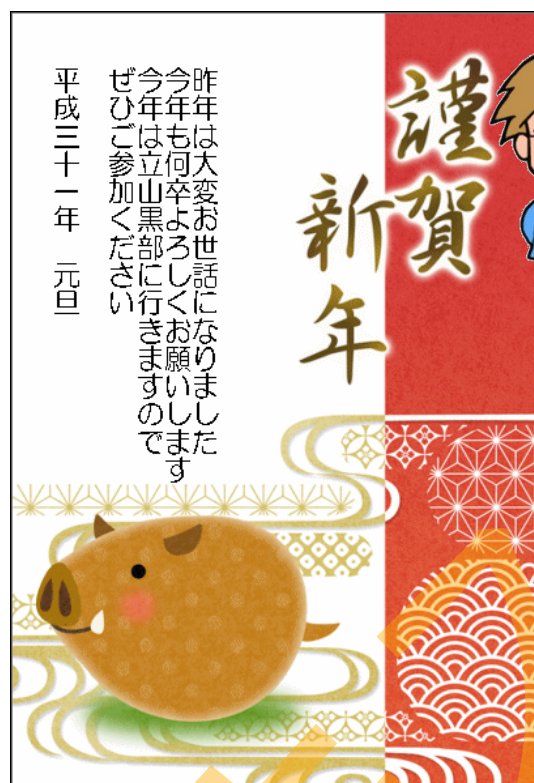 謹賀
新年
昨年は大変お世話になりました
今年も何卒よろしくお願いします
今年は立山黒部に行きますので
ぜひご参加ください
平成三十一年　元旦